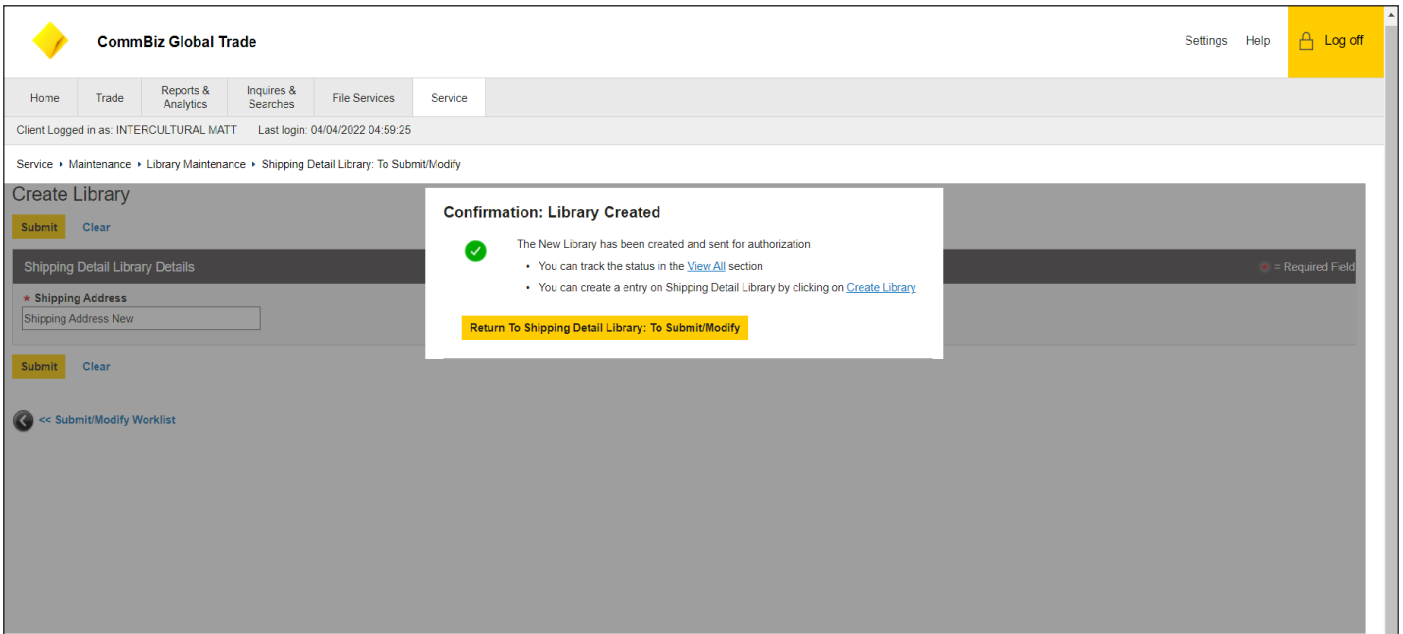 CommBiz Global Trade
Settings Help Log off
Home Trade Reports & Analytics Inquires & Searches File Services Service
Client Logged in as: INTERCULTURAL MATT Last login: 04/04/2022 04:59:25
Service Maintenance Library Maintenance Shipping Detail Library: To Submit/Modify
Create Library
Submit Clear
Shipping Detail Library Details
= Required Field
* Shipping Address
Shipping Address New
Submit Clear
<< Submit/Modify Worklist
Confirmation: Library Created
The New Library has been created and sent for authorization
• You can track the status in the View All section
• You can create a entry on Shipping Detail Library by clicking on Create Library
Return To Shipping Detail Library: To Submit/Modify